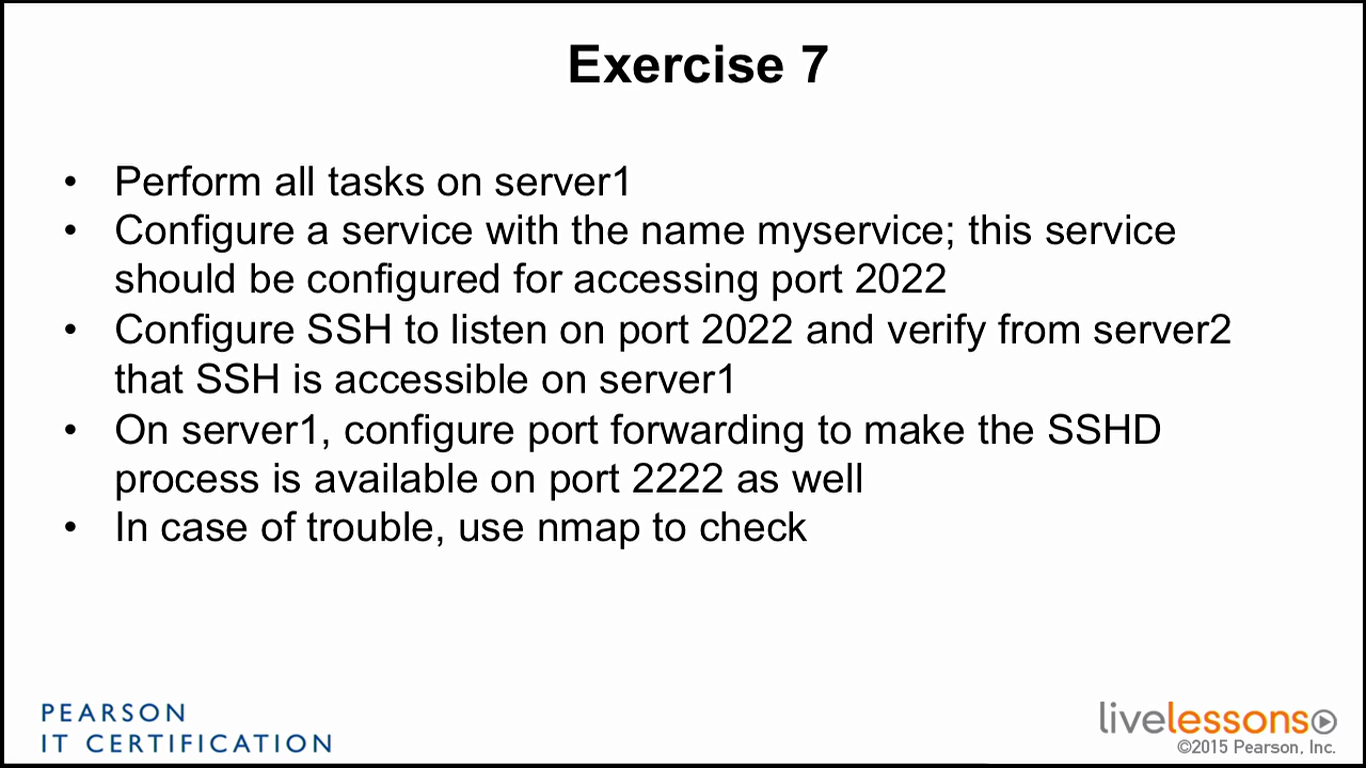 Exercise 7
• Perform all tasks on server1
• Configure a service with the name myservice; this service
should be configured for accessing port 2022
• Configure SSH to listen on port 2022 and verify from server2
that SSH is accessible on server1
• On server1, configure port forwarding to make the SSHD
process is available on port 2222 as well
• In case of trouble, use nmap to check
PEARSON
IT CERTIFICATION
livelessons
©2015 Pearson, Inc.